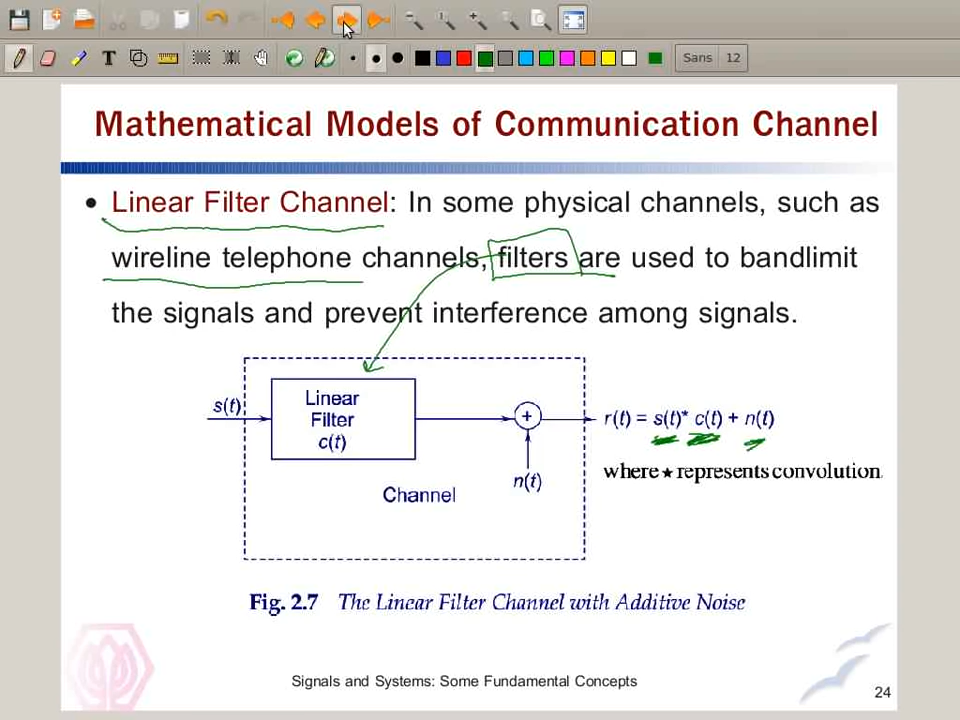 Sans 12
Mathematical Models of Communication Channel
• Linear Filter Channel: In some physical channels, such as
wireline telephone channels, filters are used to bandlimit
the signals and prevent interference among signals.
s(t)
Linear
Filter
c(t)
+
n(t)
Channel
r(t) = s(t)* c(t) + n(t)
where ⋆ represents convolution.
Fig. 2.7 The Linear Filter Channel with Additive Noise
Signals and Systems: Some Fundamental Concepts
24